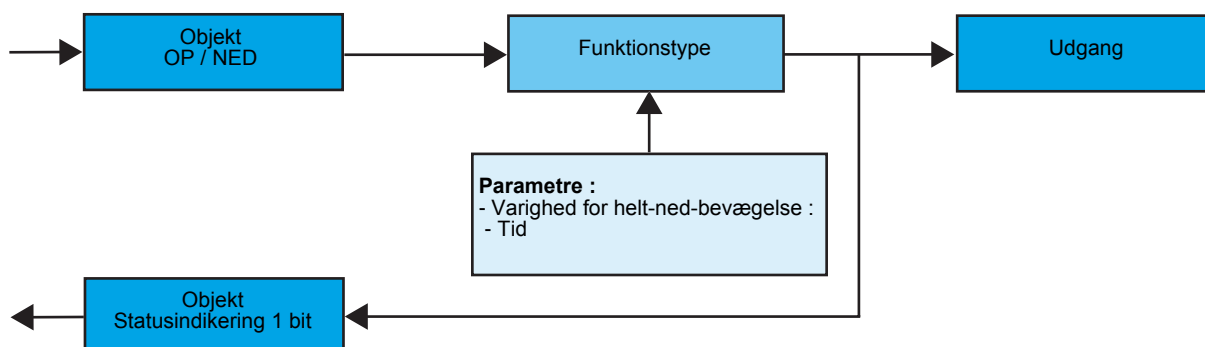 Objekt
OP / NED
Funktionstype
Udgang
Parametre :
- Varighed for helt-ned-bevægelse :
- Tid
Objekt
Statusindikering 1 bit